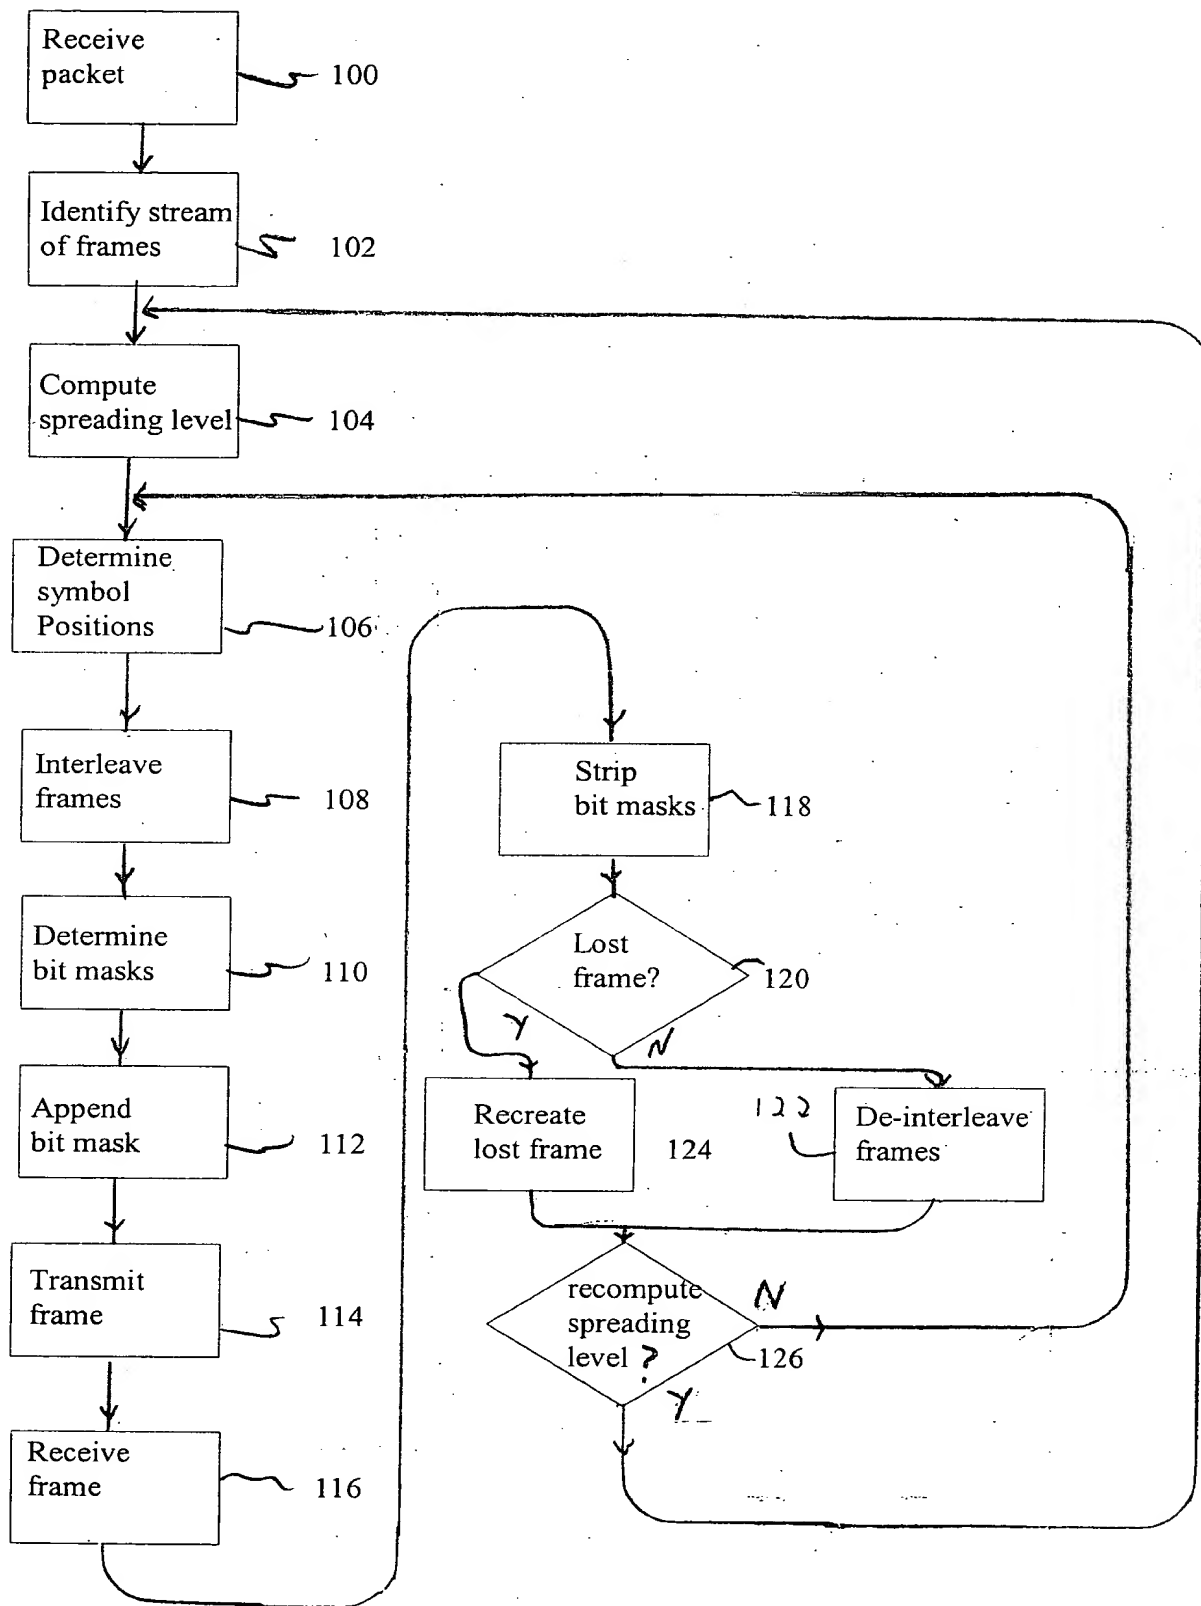 Receive
packet
100
Identify stream
of frames
102
Compute
spreading level
104
Determine
symbol
Positions
106
Interleave
frames
108
Determine
bit masks
110
Append
bit mask
112
Transmit
frame
114
Receive
frame
116
Strip
bit masks
118
Lost
frame?
120
Y
N
Recreate
lost frame
124
122
De-interleave
frames
recompute
spreading
level ?
N
126
Y